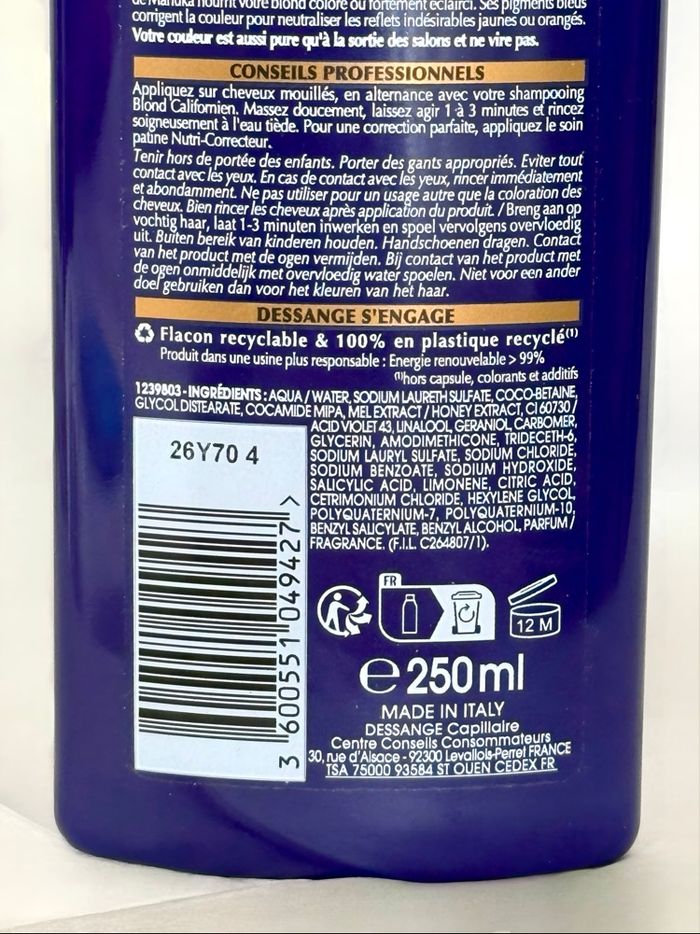 de Manuka nourrit votre blond coloré ou fortement éclairci. Ses pigments bleus
corrigent la couleur pour neutraliser les reflets indésirables jaunes ou orangés.
Votre couleur est aussi pure qu'à la sortie des salons et ne vire pas.
CONSEILS PROFESSIONNELS
Appliquez sur cheveux mouillés, en alternance avec votre shampooing
Blond Californien. Massez doucement, laissez agir 1 à 3 minutes et rincez
soigneusement à l'eau tiède. Pour une correction parfaite, appliquez le soin
patine Nutri-Correcteur.
Tenir hors de portée des enfants. Porter des gants appropriés. Eviter tout
contact avec les yeux. En cas de contact avec les yeux, rincer immédiatement
et abondamment. Ne pas utiliser pour un usage autre que la coloration des
cheveux. Bien rincer les cheveux après application du produit. / Breng aan op
vochtig haar, laat 1-3 minuten inwerken en spoel vervolgens overvloedig
uit. Buiten bereik van kinderen houden. Handschoenen dragen. Contact
van het product met de ogen vermijden. Bij contact van het product met
de ogen onmiddelijk met overvloedig water spoelen. Niet voor een ander
doel gebruiken dan voor het kleuren van het haar.
DESSANGE S'ENGAGE
Flacon recyclable & 100% en plastique recyclé(1)
Produit dans une usine plus responsable : Energie renouvelable > 99%
(1)hors capsule, colorants et additifs
1239803 - INGRÉDIENTS : AQUA / WATER, SODIUM LAURETH SULFATE, COCO-BETAINE,
GLYCOL DISTEARATE, COCAMIDE MIPA, MEL EXTRACT / HONEY EXTRACT, CI 60730 /
ACID VIOLET 43, LINALOOL, GERANIOL, CARBOMER,
GLYCERIN, AMODIMETHICONE, TRIDECETH-6,
SODIUM LAURYL SULFATE, SODIUM CHLORIDE,
SODIUM BENZOATE, SODIUM HYDROXIDE,
SALICYLIC ACID, LIMONENE, CITRIC ACID,
CETRIMONIUM CHLORIDE, HEXYLENE GLYCOL,
POLYQUATERNIUM-7, POLYQUATERNIUM-10,
BENZYL SALICYLATE, BENZYL ALCOHOL, PARFUM /
FRAGRANCE. (F.I.L. C264807/1).
26Y70 4
3 600551 049427 >
FR
12 M
e 250 ml
MADE IN ITALY
DESSANGE Capillaire
Centre Conseils Consommateurs
30, rue d'Alsace - 92300 Levallois-Perret FRANCE
TSA 75000 93584 ST OUEN CEDEX FR